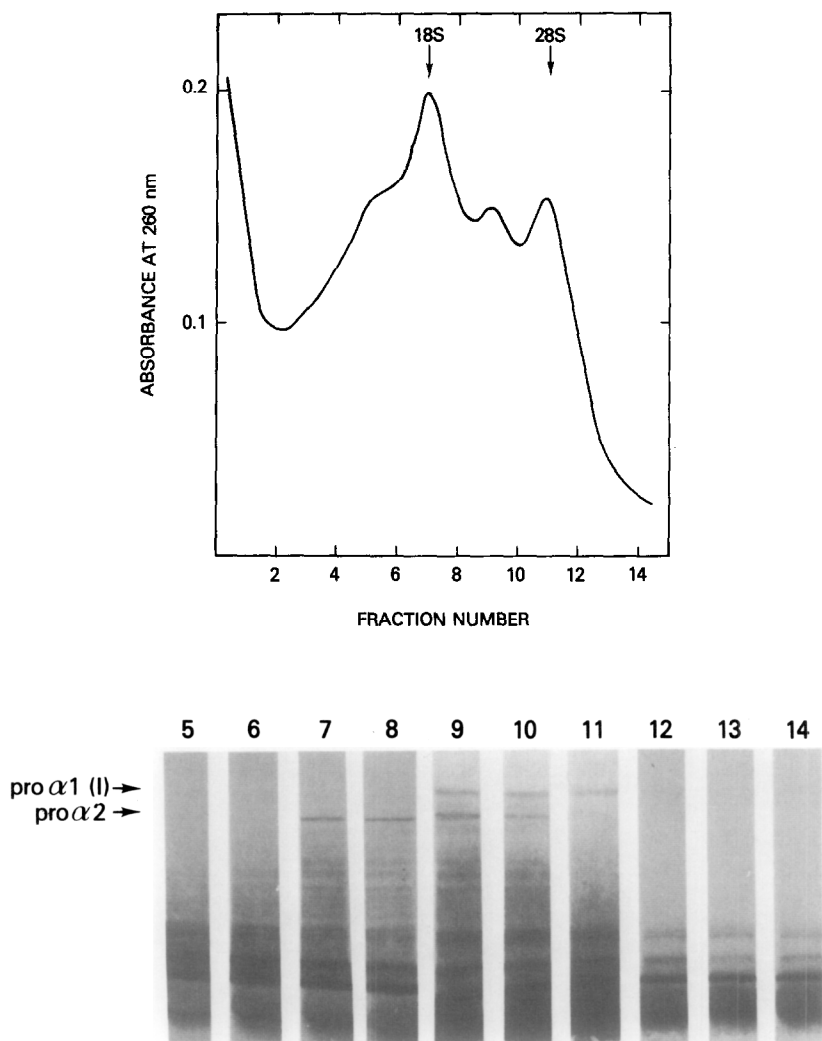 18S 28S
0.2
0.1
ABSORBANCE AT 260 nm
2 4 6 8 10 12 14
FRACTION NUMBER
5 6 7 8 9 10 11 12 13 14
pro α1 (I)
pro α2